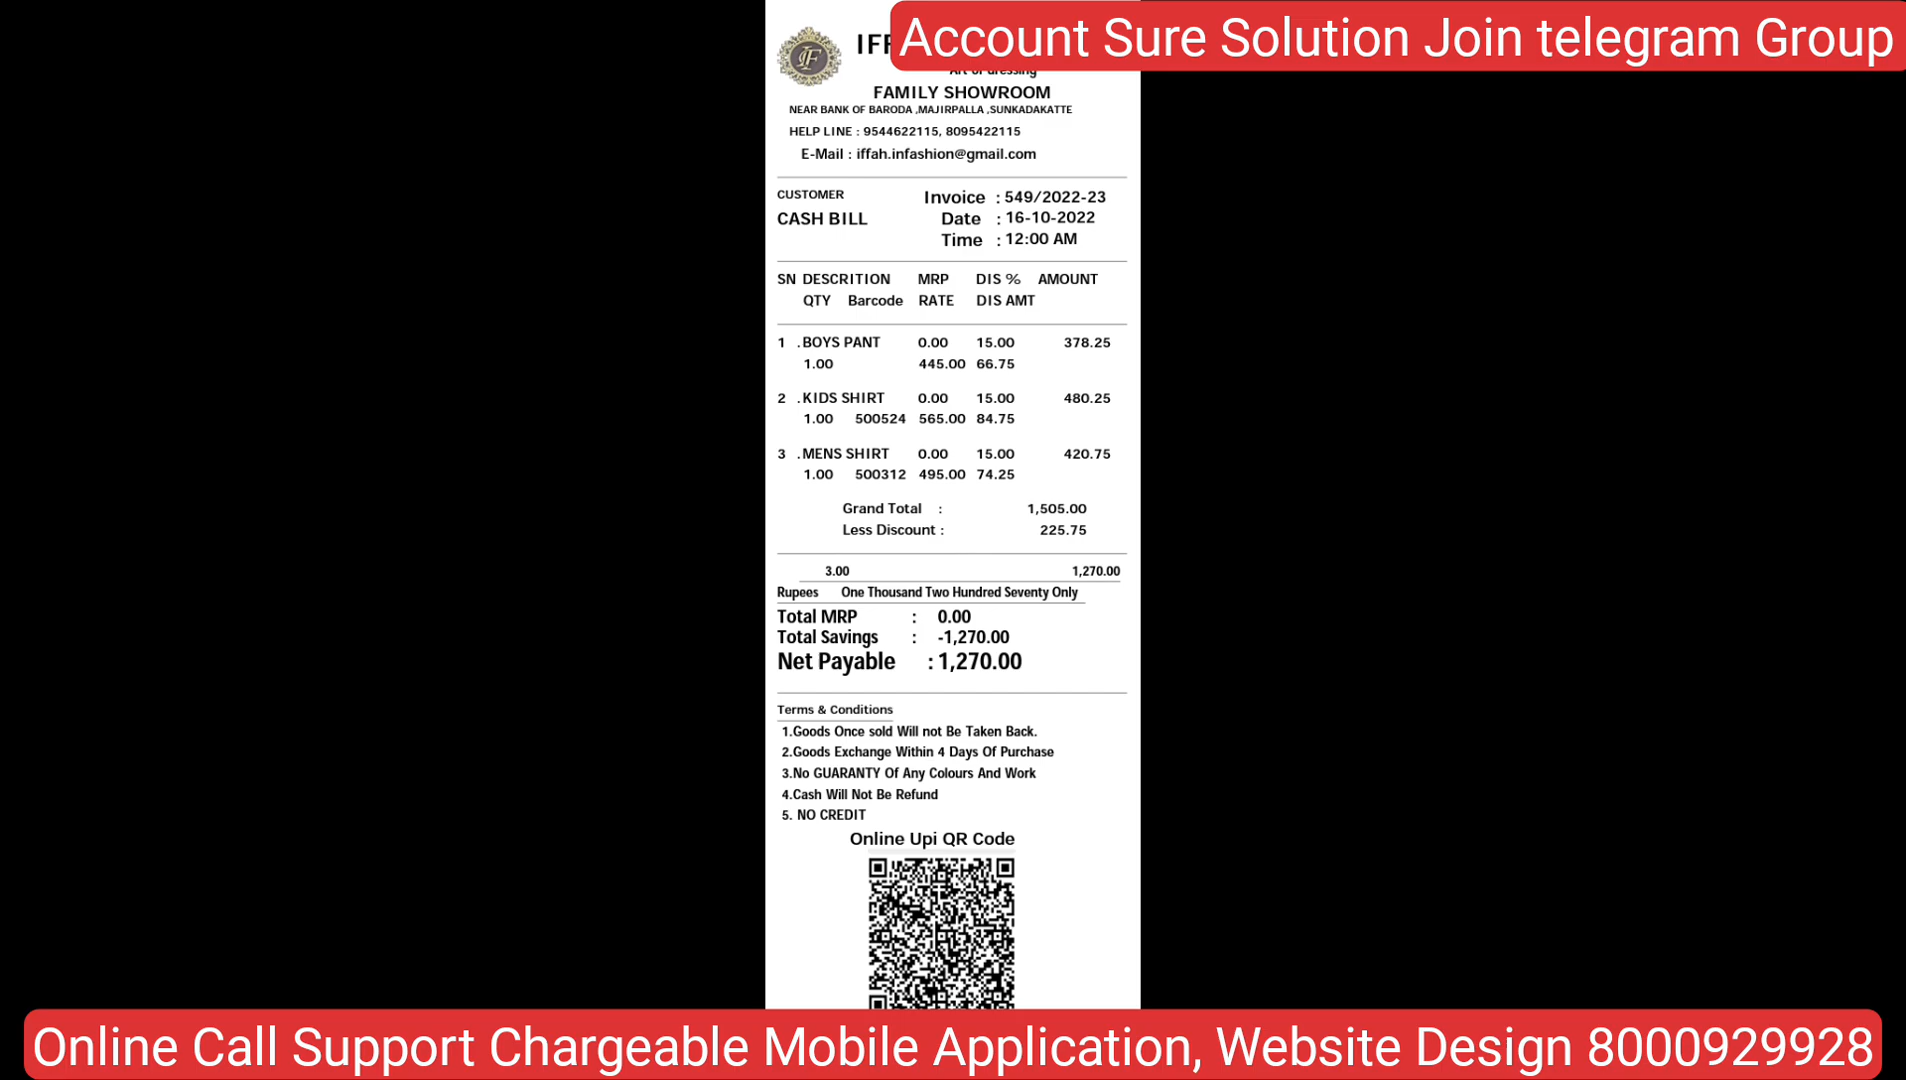 Account Sure Solution Join telegram Group
IF
Art of dressing
FAMILY SHOWROOM
NEAR BANK OF BARODA ,MAJIRPALLA ,SUNKADAKATTE
HELP LINE : 9544622115, 8095422115
E-Mail : iffah.infashion@gmail.com
CUSTOMER
CASH BILL
Invoice : 549/2022-23
Date : 16-10-2022
Time : 12:00 AM
SN DESCRITION MRP DIS % AMOUNT
QTY Barcode RATE DIS AMT
1 .BOYS PANT 0.00 15.00 378.25
1.00 445.00 66.75
2 .KIDS SHIRT 0.00 15.00 480.25
1.00 500524 565.00 84.75
3 .MENS SHIRT 0.00 15.00 420.75
1.00 500312 495.00 74.25
Grand Total : 1,505.00
Less Discount : 225.75
3.00 1,270.00
Rupees One Thousand Two Hundred Seventy Only
Total MRP : 0.00
Total Savings : -1,270.00
Net Payable : 1,270.00
Terms & Conditions
1.Goods Once sold Will not Be Taken Back.
2.Goods Exchange Within 4 Days Of Purchase
3.No GUARANTY Of Any Colours And Work
4.Cash Will Not Be Refund
5. NO CREDIT
Online Upi QR Code
Online Call Support Chargeable Mobile Application, Website Design 8000929928